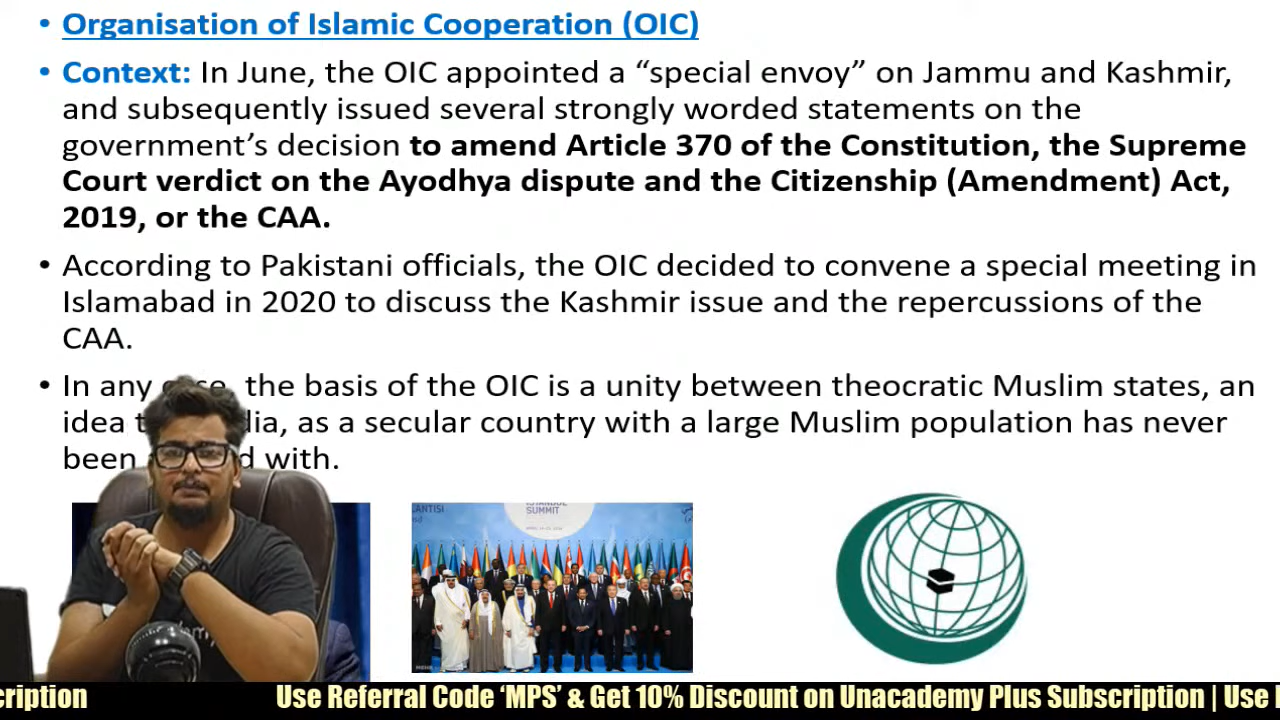 Organisation of Islamic Cooperation (OIC)
Context: In June, the OIC appointed a “special envoy” on Jammu and Kashmir,
and subsequently issued several strongly worded statements on the
government’s decision to amend Article 370 of the Constitution, the Supreme
Court verdict on the Ayodhya dispute and the Citizenship (Amendment) Act,
2019, or the CAA.
According to Pakistani officials, the OIC decided to convene a special meeting in
Islamabad in 2020 to discuss the Kashmir issue and the repercussions of the
CAA.
In any case, the basis of the OIC is a unity between theocratic Muslim states, an
idea as a secular country with a large Muslim population has never
been with.
SUMMIT
cription Use Referral Code ‘MPS’ & Get 10% Discount on Unacademy Plus Subscription | Use